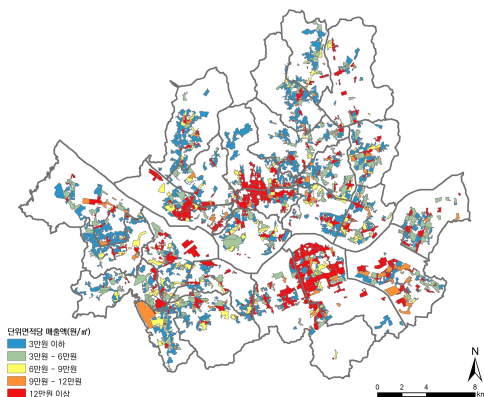 N
단위면적당 매출액(원/㎡)
3만원 이하
3만원 - 6만원
6만원 - 9만원
9만원 - 12만원
12만원 이상
0 2 4 8
km